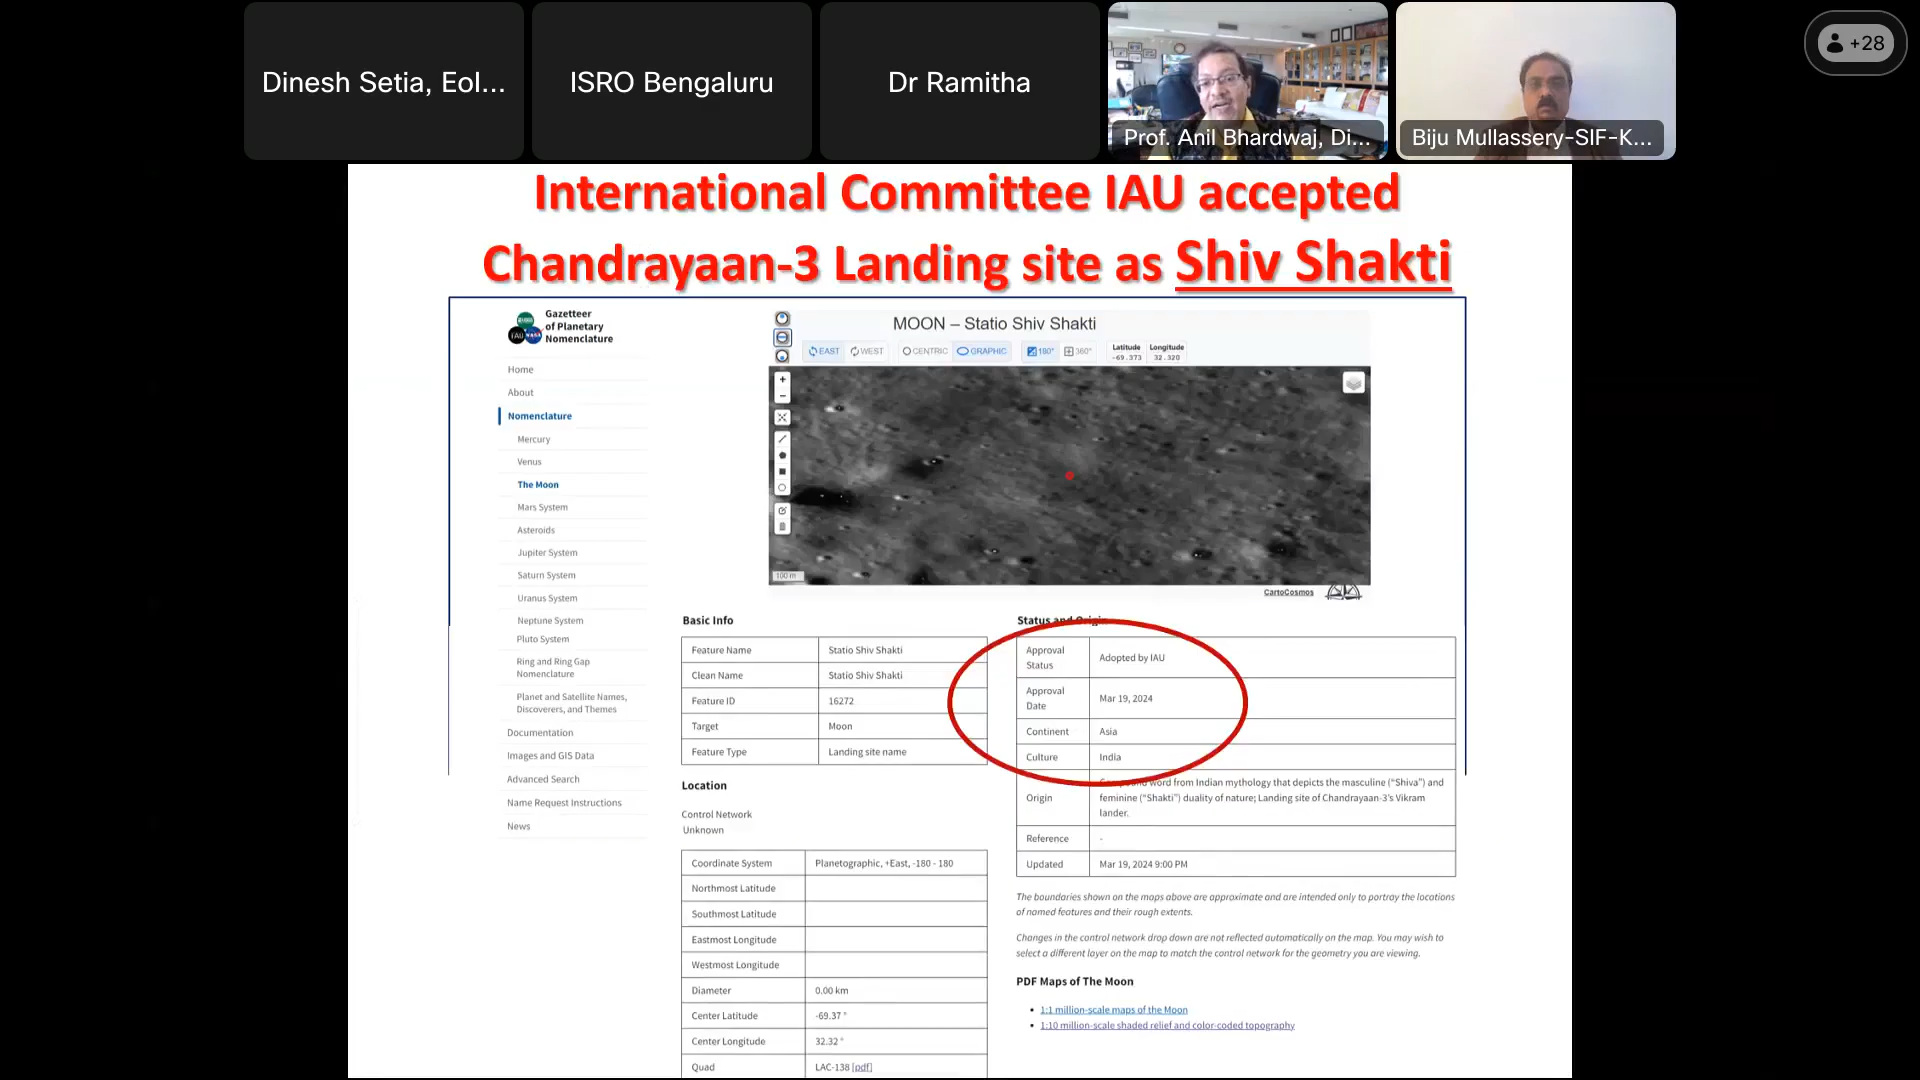 Dinesh Setia, Eol...
ISRO Bengaluru
Dr Ramitha
Prof. Anil Bhardwaj, Di...
Biju Mullassery-SIF-K...
+28
International Committee IAU accepted
Chandrayaan-3 Landing site as Shiv Shakti
Gazetteer
of Planetary
Nomenclature
Home
About
Nomenclature
Mercury
Venus
The Moon
Mars System
Asteroids
Jupiter System
Saturn System
Uranus System
Neptune System
Pluto System
Ring and Ring Gap
Nomenclature
Planet and Satellite Names,
Discoverers, and Themes
Documentation
Images and GIS Data
Advanced Search
Name Request Instructions
News
MOON – Statio Shiv Shakti
EAST WEST CENTRIC GRAPHIC 180° 360°
Latitude Longitude
-69.373 32.320
100 m
CartoCosmos
Basic Info
Feature Name Statio Shiv Shakti
Clean Name Statio Shiv Shakti
Feature ID 16272
Target Moon
Feature Type Landing site name
Location
Control Network
Unknown
Coordinate System Planetographic, +East, -180 - 180
Northmost Latitude
Southmost Latitude
Eastmost Longitude
Westmost Longitude
Diameter 0.00 km
Center Latitude -69.37 °
Center Longitude 32.32 °
Quad LAC-138 [pdf]
Status and Origin
Approval
Status
Adopted by IAU
Approval
Date
Mar 19, 2024
Continent Asia
Culture India
Origin
word from Indian mythology that depicts the masculine (“Shiva”) and
feminine (“Shakti”) duality of nature; Landing site of Chandrayaan-3’s Vikram
lander.
Reference -
Updated Mar 19, 2024 9:00 PM
The boundaries shown on the maps above are approximate and are intended only to portray the locations
of named features and their rough extents.
Changes in the control network drop down are not reflected automatically on the map. You may wish to
select a different layer on the map to match the control network for the geometry you are viewing.
PDF Maps of The Moon
• 1:1 million-scale maps of the Moon
• 1:10 million-scale shaded relief and color-coded topography